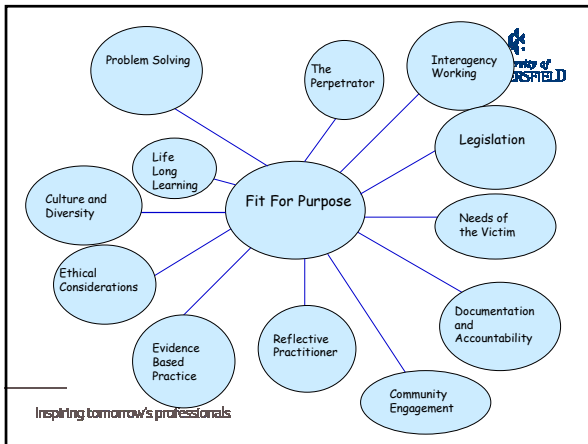 Problem Solving
The
Perpetrator
Interagency
Working
of
Legislation
Life
Long
Learning
Culture and
Diversity
Fit For Purpose
Needs of
the Victim
Ethical
Considerations
Documentation
and
Accountability
Evidence
Based
Practice
Reflective
Practitioner
Community
Engagement
Inspiring tomorrow's professionals